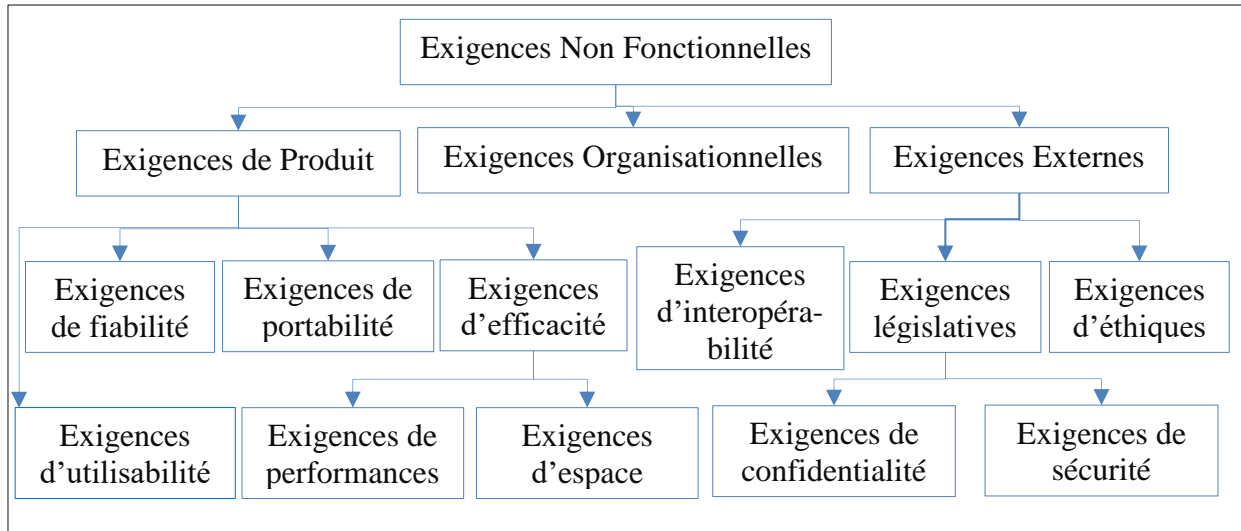 Exigences Non Fonctionnelles
Exigences de Produit
Exigences Organisationnelles
Exigences Externes
Exigences
de fiabilité
Exigences de
portabilité
Exigences
d’efficacité
Exigences
d’interopéra-
bilité
Exigences
législatives
Exigences
d’éthiques
Exigences
d’utilisabilité
Exigences de
performances
Exigences
d’espace
Exigences de
confidentialité
Exigences de
sécurité